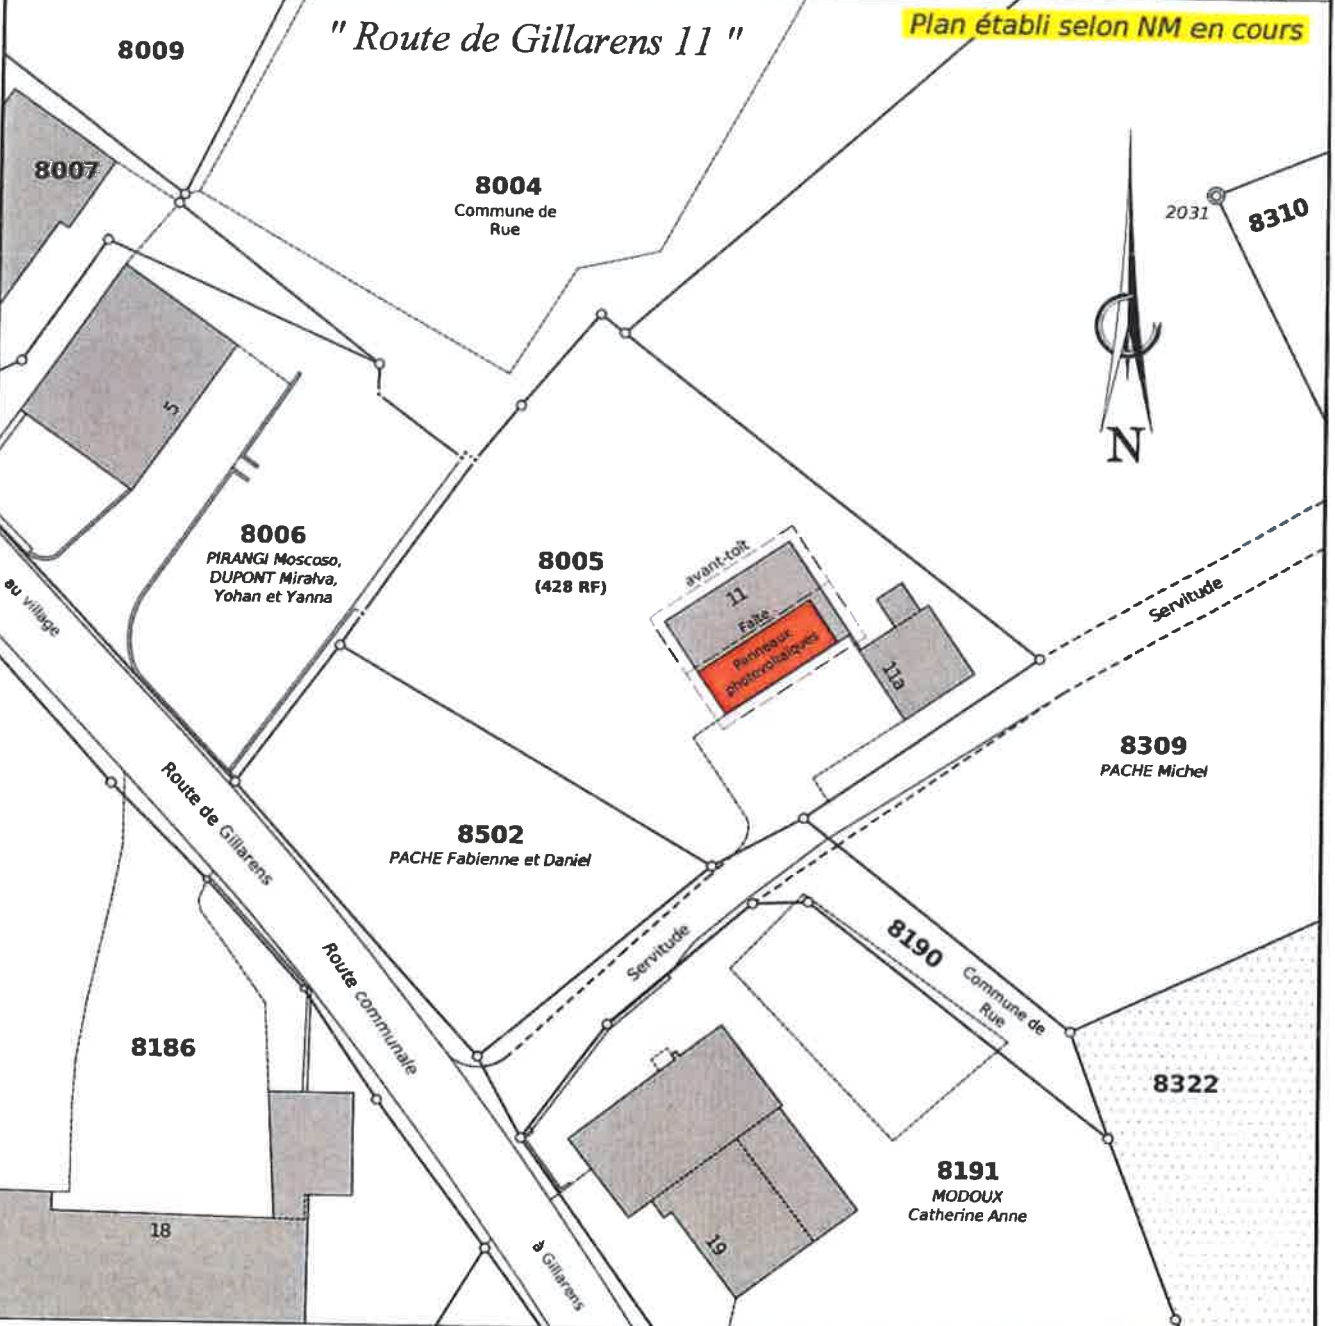 " Route de Gillarens 11 "
Plan établi selon NM en cours
8009
8007
8004
Commune de
Rue
2031
8310
N
5
8006
PIRANGI Moscoso,
DUPONT Miralva,
Yohan et Yanna
8005
(428 RF)
avant-toit
11
Faîte
Panneaux
photovoltaïques
11a
Servitude
au village
8309
PACHE Michel
Route de Gillarens
8502
PACHE Fabienne et Daniel
Servitude
8190
Commune de
Rue
Route communale
8186
8322
8191
MODOUX
Catherine Anne
18
19
à Gillarens